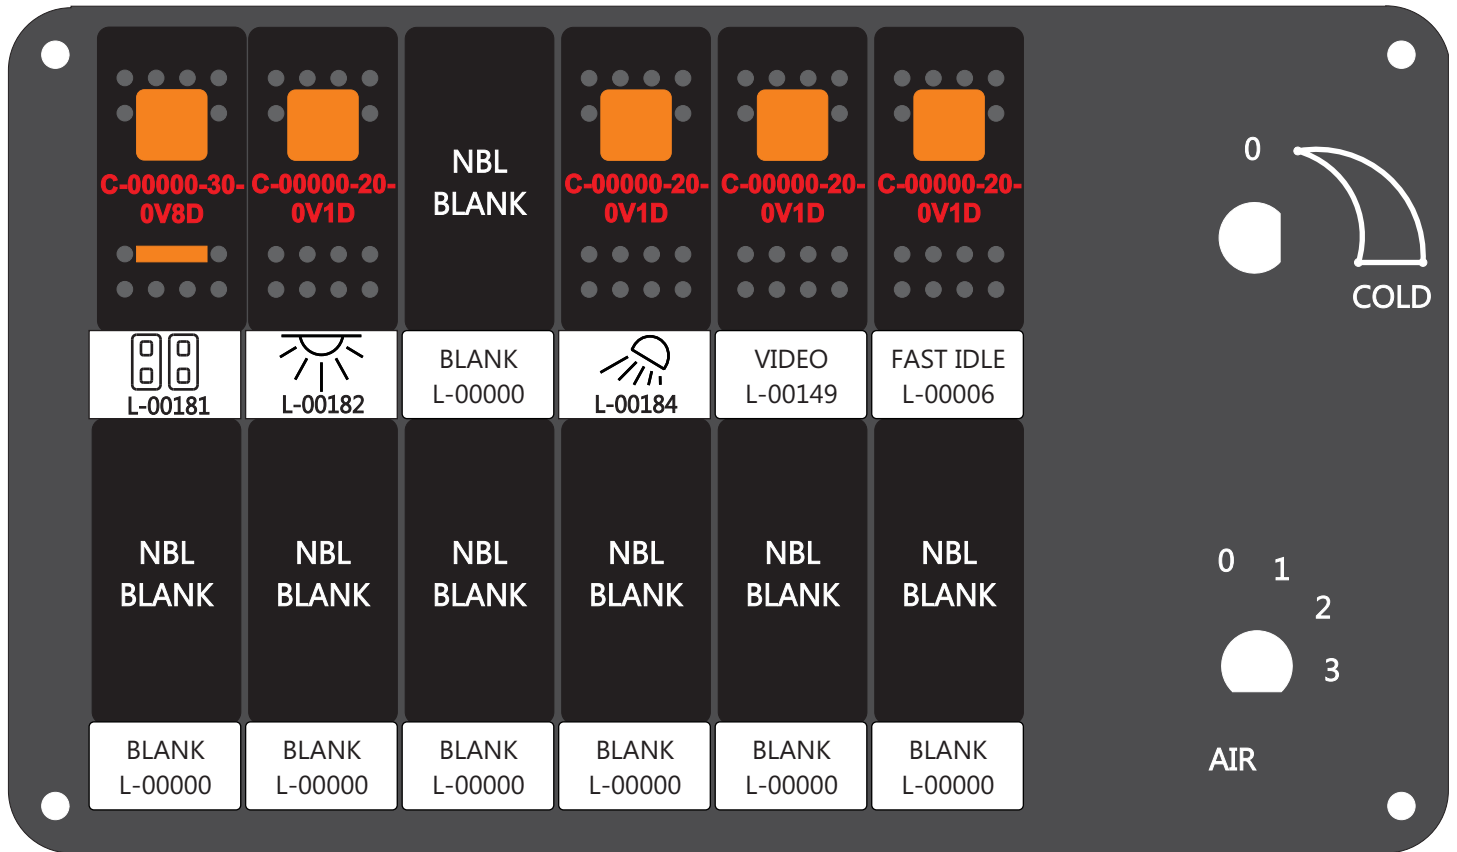 C-00000-30-
0V8D
C-00000-20-
0V1D
NBL
BLANK
C-00000-20-
0V1D
C-00000-20-
0V1D
C-00000-20-
0V1D
0
COLD
L-00181
L-00182
BLANK
L-00000
L-00184
VIDEO
L-00149
FAST IDLE
L-00006
NBL
BLANK
NBL
BLANK
NBL
BLANK
NBL
BLANK
NBL
BLANK
NBL
BLANK
0
1
2
3
BLANK
L-00000
BLANK
L-00000
BLANK
L-00000
BLANK
L-00000
BLANK
L-00000
BLANK
L-00000
AIR